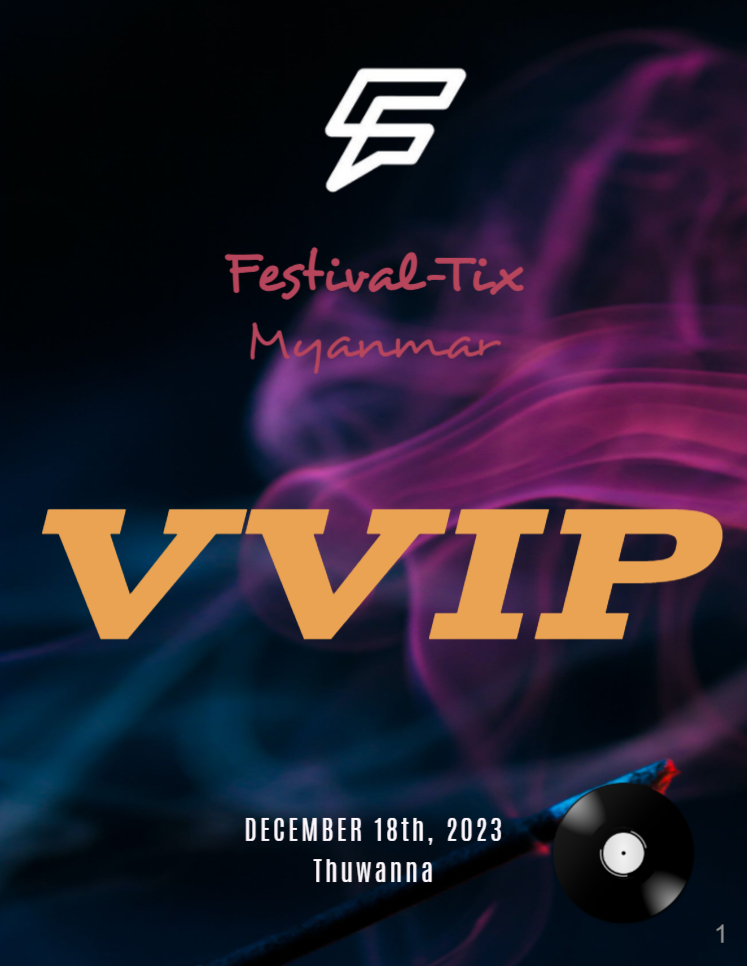 Festival-Tix
Myanmar
VVIP
DECEMBER 18th, 2023
Thuwanna
1